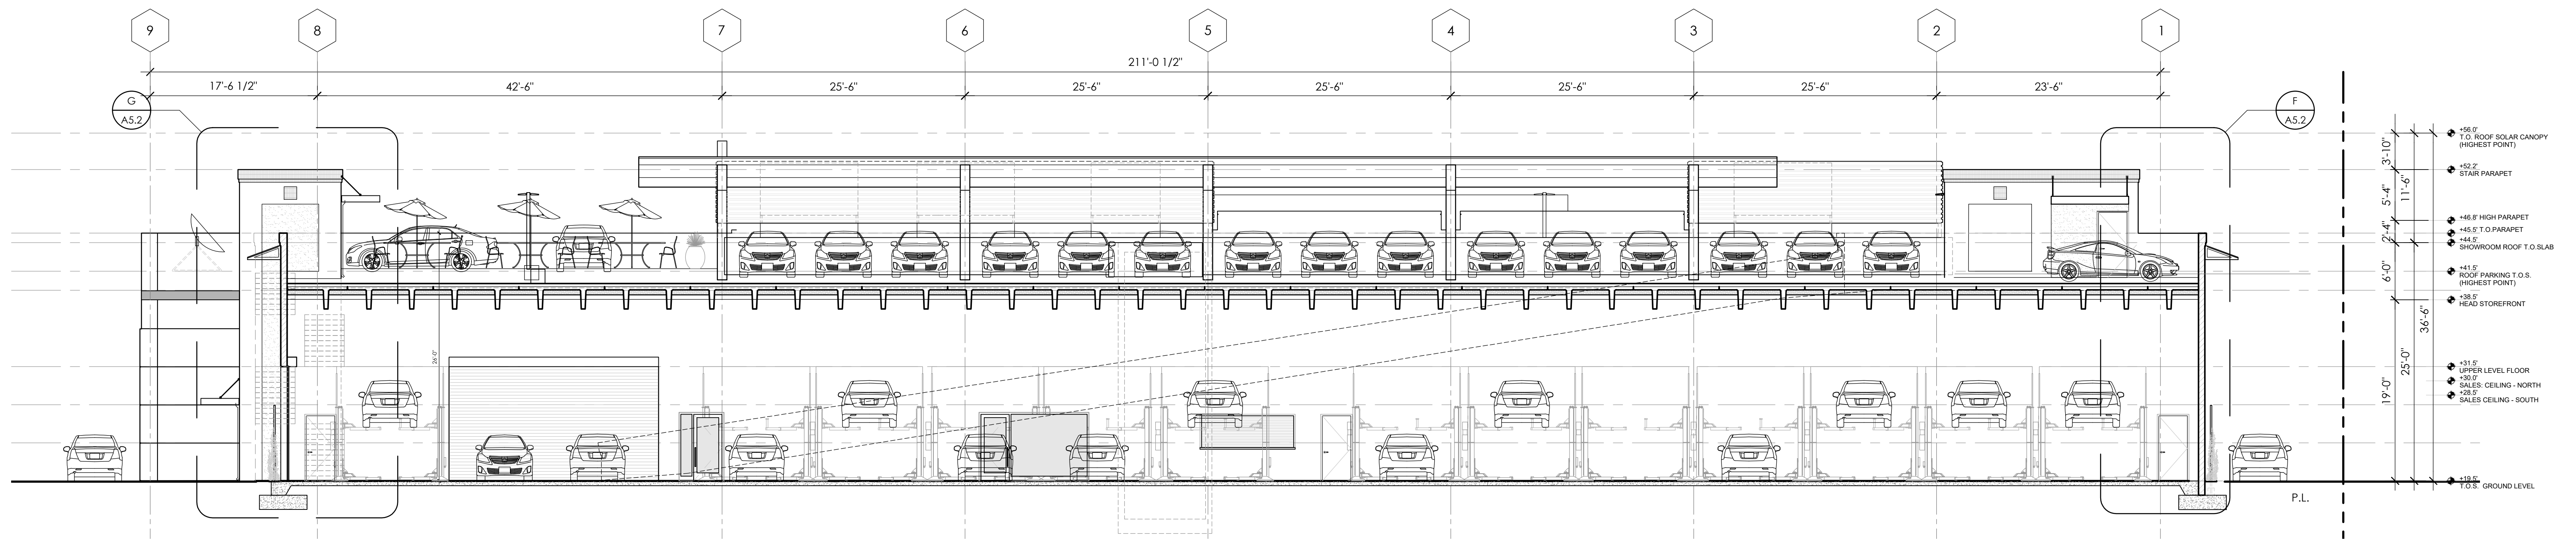 9
8
7
6
5
4
3
2
1
211'-0 1/2"
17'-6 1/2"
42'-6"
25'-6"
25'-6"
25'-6"
25'-6"
25'-6"
23'-6"
G
A5.2
F
A5.2
+56.0'
T.O. ROOF SOLAR CANOPY
(HIGHEST POINT)
3'-10"
+52.2'
STAIR PARAPET
5'-4"
11'-6"
+46.8' HIGH PARAPET
2'-4"
+45.5' T.O.PARAPET
+44.5'
SHOWROOM ROOF T.O.SLAB
6'-0"
+41.5'
ROOF PARKING T.O.S.
(HIGHEST POINT)
+38.5'
HEAD STOREFRONT
36'-6"
25'-0"
26'-0"
19'-0"
+31.5'
UPPER LEVEL FLOOR
+30.0'
SALES: CEILING - NORTH
+28.5'
SALES CEILING - SOUTH
+19.5'
T.O.S. GROUND LEVEL
P.L.